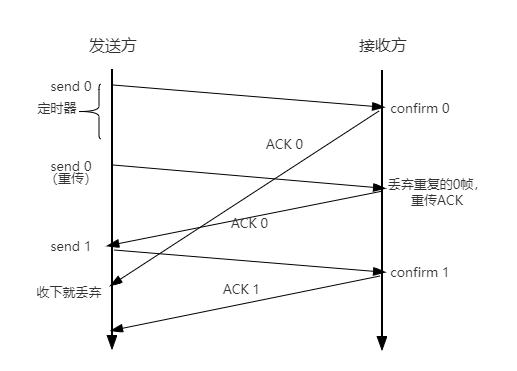 发送方
接收方
send 0
定时器
confirm 0
ACK 0
send 0
（重传）
丢弃重复的0帧，
重传ACK
ACK 0
send 1
confirm 1
收下就丢弃
ACK 1